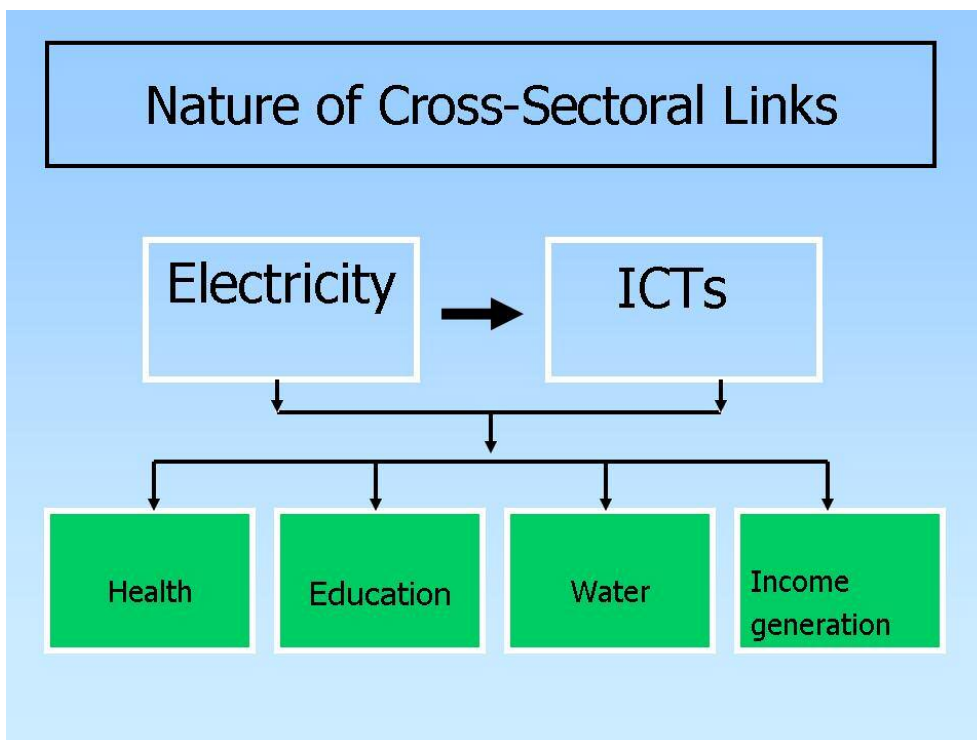 Nature of Cross-Sectoral Links
Electricity
ICTs
Health
Education
Water
Income
generation